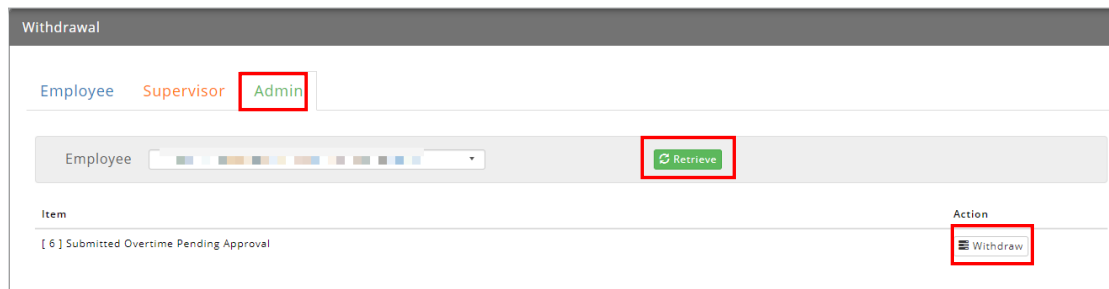 Withdrawal
Employee Supervisor Admin
Employee Retrieve
Item Action
[ 6 ] Submitted Overtime Pending Approval Withdraw